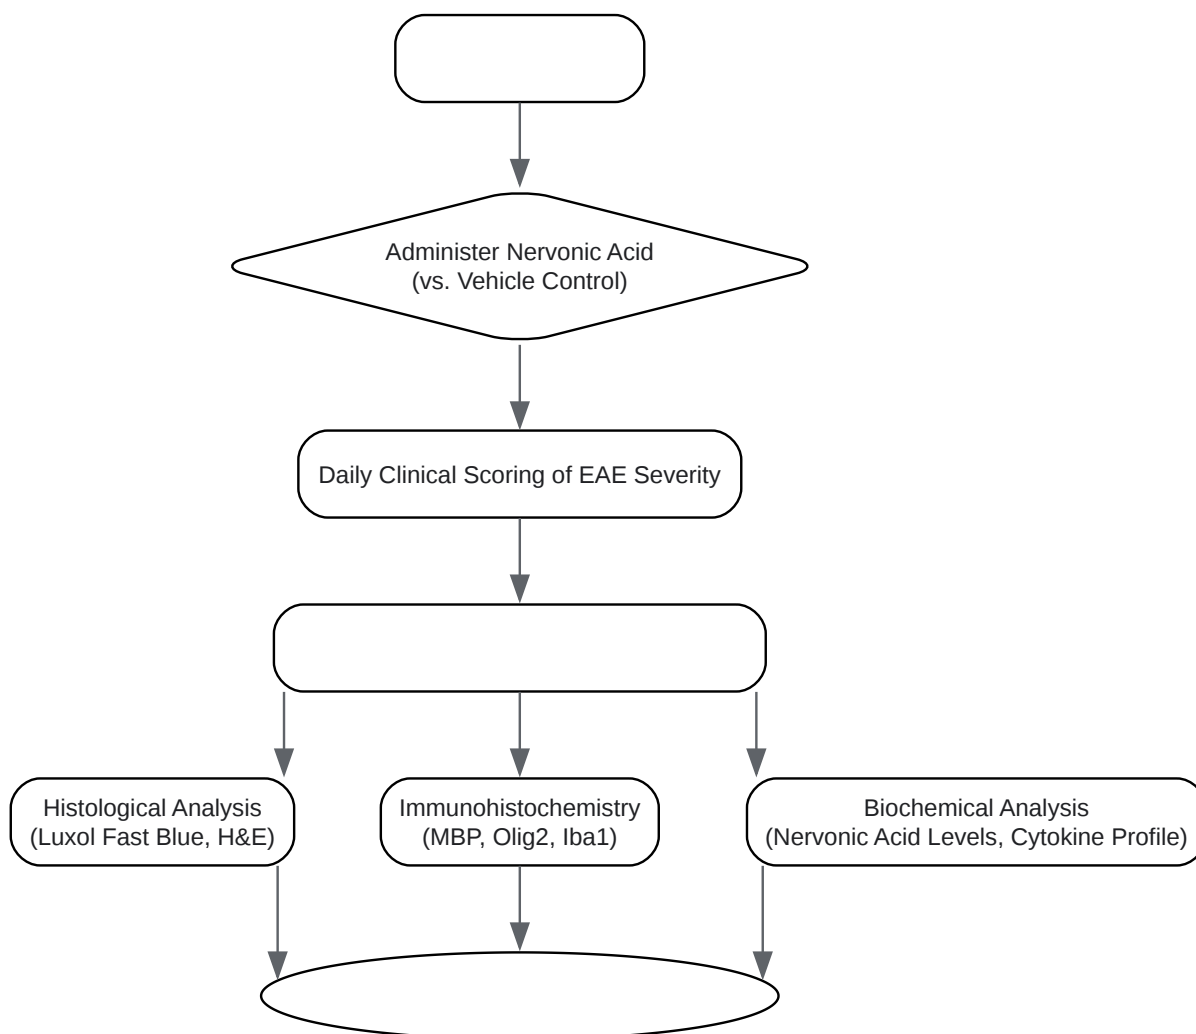 Administer Nervonic Acid
(vs. Vehicle Control)
Daily Clinical Scoring of EAE Severity
Histological Analysis
(Luxol Fast Blue, H&E)
Immunohistochemistry
(MBP, Olig2, Iba1)
Biochemical Analysis
(Nervonic Acid Levels, Cytokine Profile)